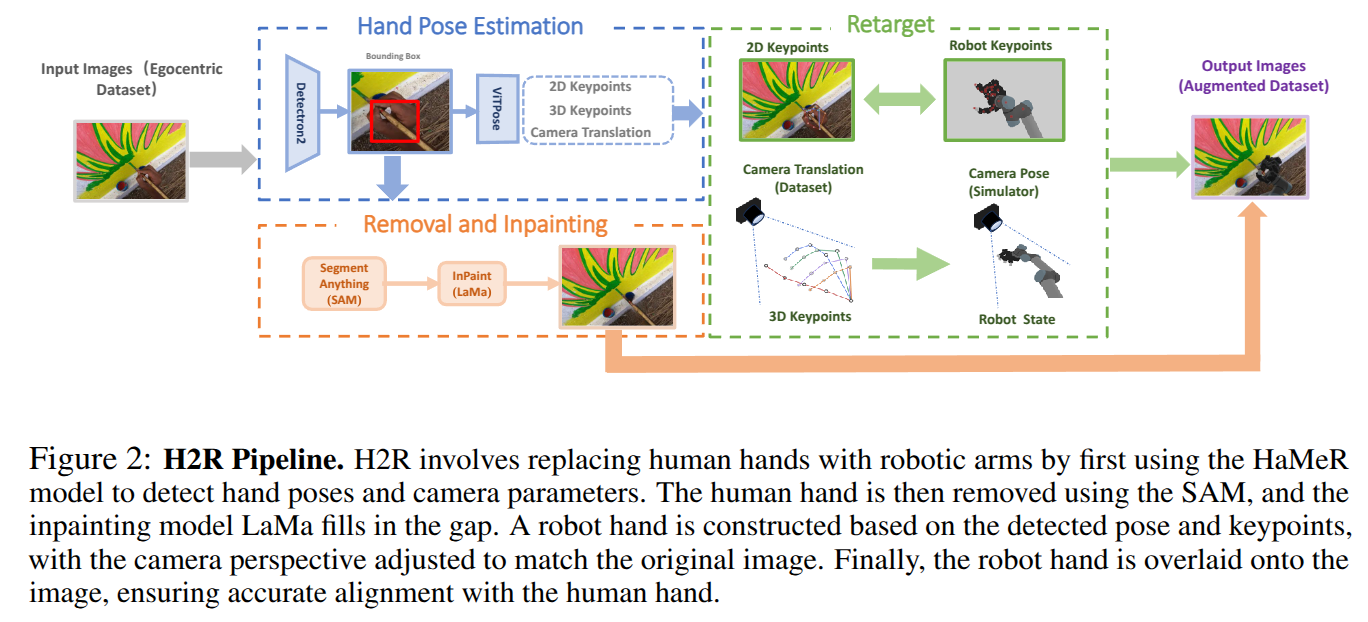 Hand Pose Estimation
Retarget
Input Images （Egocentric
Dataset）
Detectron2
Bounding Box
ViTPose
2D Keypoints
3D Keypoints
Camera Translation
Removal and Inpainting
Segment
Anything
(SAM)
InPaint
(LaMa)
2D Keypoints
Robot Keypoints
Camera Translation
(Dataset)
Camera Pose
(Simulator)
3D Keypoints
Robot State
Output Images
(Augmented Dataset)
Figure 2: H2R Pipeline. H2R involves replacing human hands with robotic arms by first using the HaMeR
model to detect hand poses and camera parameters. The human hand is then removed using the SAM, and the
inpainting model LaMa fills in the gap. A robot hand is constructed based on the detected pose and keypoints,
with the camera perspective adjusted to match the original image. Finally, the robot hand is overlaid onto the
image, ensuring accurate alignment with the human hand.